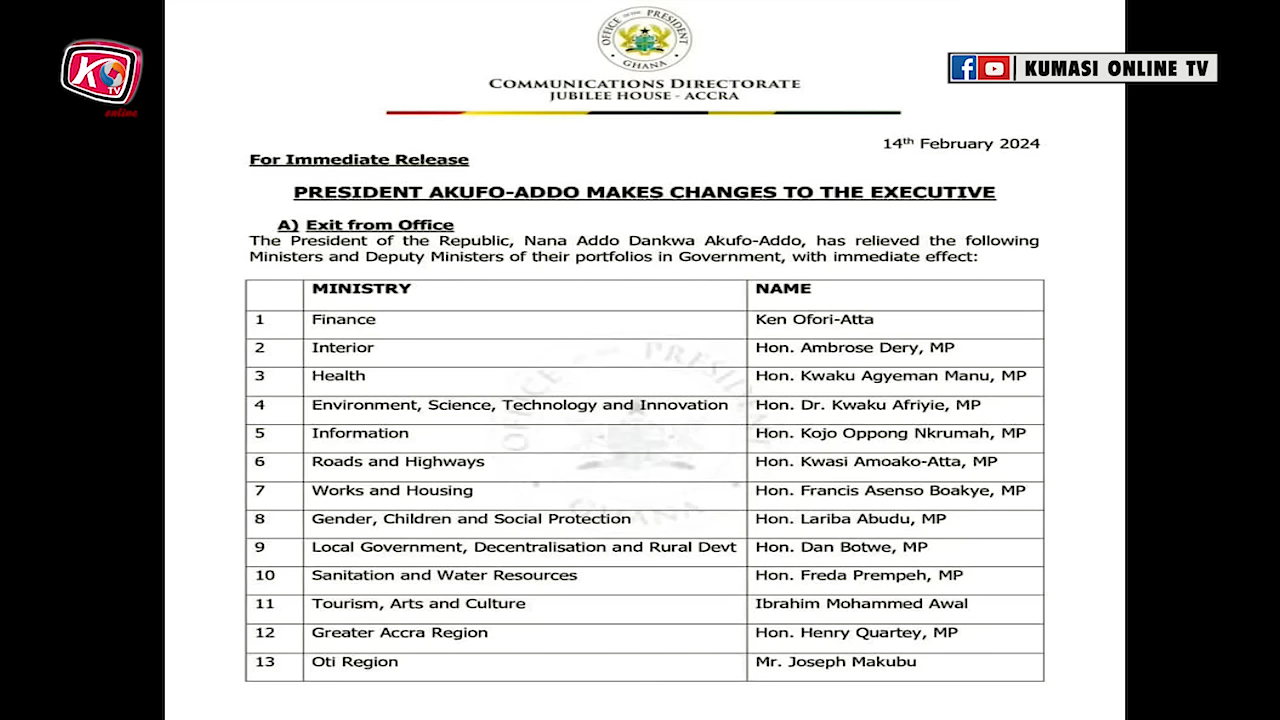 OFFICE OF THE PRESIDENT
GHANA
COMMUNICATIONS DIRECTORATE
JUBILEE HOUSE - ACCRA
K TV
online
KUMASI ONLINE TV
14th February 2024
For Immediate Release
PRESIDENT AKUFO-ADDO MAKES CHANGES TO THE EXECUTIVE
A) Exit from Office
The President of the Republic, Nana Addo Dankwa Akufo-Addo, has relieved the following
Ministers and Deputy Ministers of their portfolios in Government, with immediate effect:
MINISTRY NAME
1 Finance Ken Ofori-Atta
2 Interior Hon. Ambrose Dery, MP
3 Health Hon. Kwaku Agyeman Manu, MP
4 Environment, Science, Technology and Innovation Hon. Dr. Kwaku Afriyie, MP
5 Information Hon. Kojo Oppong Nkrumah, MP
6 Roads and Highways Hon. Kwasi Amoako-Atta, MP
7 Works and Housing Hon. Francis Asenso Boakye, MP
8 Gender, Children and Social Protection Hon. Lariba Abudu, MP
9 Local Government, Decentralisation and Rural Devt Hon. Dan Botwe, MP
10 Sanitation and Water Resources Hon. Freda Prempeh, MP
11 Tourism, Arts and Culture Ibrahim Mohammed Awal
12 Greater Accra Region Hon. Henry Quartey, MP
13 Oti Region Mr. Joseph Makubu
OFFICE PRESIDENT
GHANA